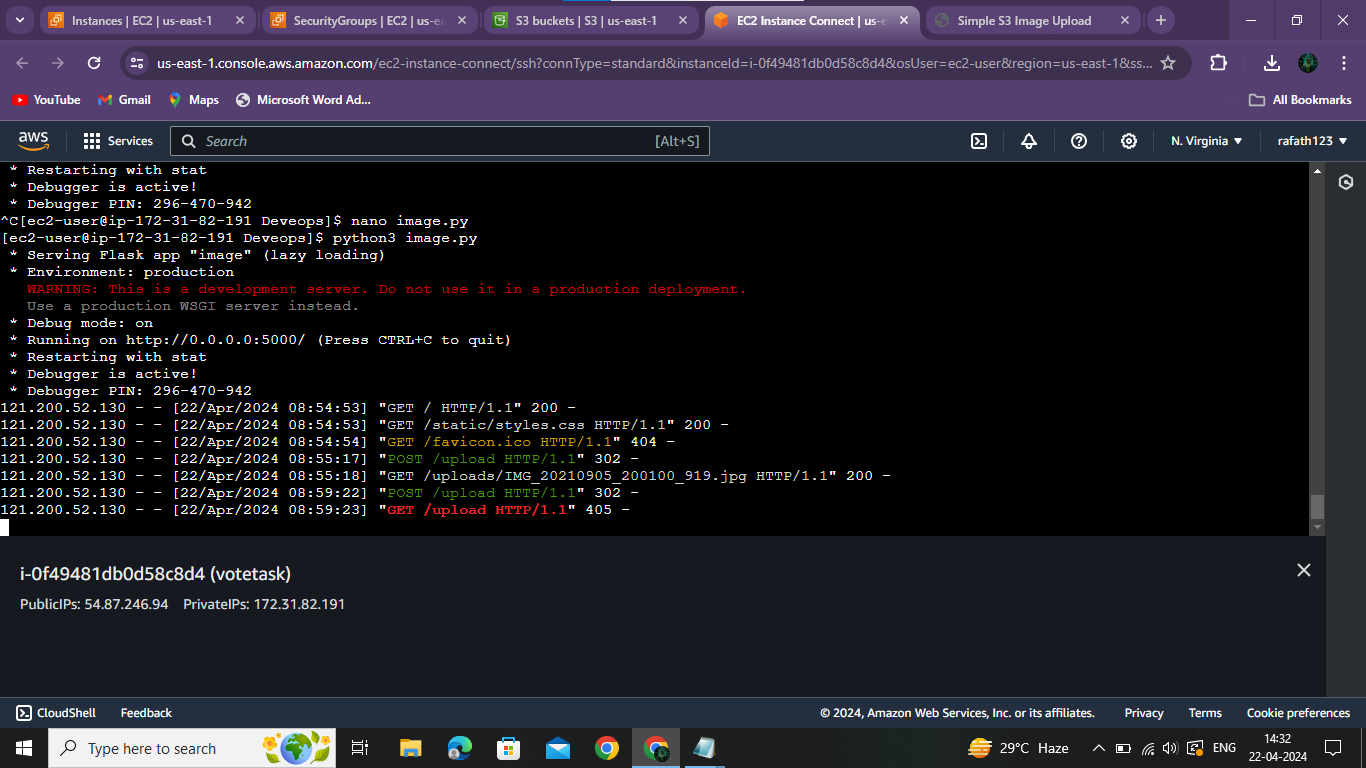 Instances | EC2 | us-east-1
SecurityGroups | EC2 | us-ea
S3 buckets | S3 | us-east-1
EC2 Instance Connect | us-e
Simple S3 Image Upload
us-east-1.console.aws.amazon.com/ec2-instance-connect/ssh?connType=standard&instanceId=i-0f49481db0d58c8d4&osUser=ec2-user&region=us-east-1&ss...
YouTube
Gmail
Maps
Microsoft Word Ad...
All Bookmarks
aws
Services
Search
[Alt+S]
N. Virginia
rafath123
* Restarting with stat
* Debugger is active!
* Debugger PIN: 296-470-942
^C[ec2-user@ip-172-31-82-191 Deveops]$ nano image.py
[ec2-user@ip-172-31-82-191 Deveops]$ python3 image.py
* Serving Flask app "image" (lazy loading)
* Environment: production
WARNING: This is a development server. Do not use it in a production deployment.
Use a production WSGI server instead.
* Debug mode: on
* Running on http://0.0.0.0:5000/ (Press CTRL+C to quit)
* Restarting with stat
* Debugger is active!
* Debugger PIN: 296-470-942
121.200.52.130 - - [22/Apr/2024 08:54:53] "GET / HTTP/1.1" 200 -
121.200.52.130 - - [22/Apr/2024 08:54:53] "GET /static/styles.css HTTP/1.1" 200 -
121.200.52.130 - - [22/Apr/2024 08:54:54] "GET /favicon.ico HTTP/1.1" 404 -
121.200.52.130 - - [22/Apr/2024 08:55:17] "POST /upload HTTP/1.1" 302 -
121.200.52.130 - - [22/Apr/2024 08:55:18] "GET /uploads/IMG_20210905_200100_919.jpg HTTP/1.1" 200 -
121.200.52.130 - - [22/Apr/2024 08:59:22] "POST /upload HTTP/1.1" 302 -
121.200.52.130 - - [22/Apr/2024 08:59:23] "GET /upload HTTP/1.1" 405 -
i-0f49481db0d58c8d4 (votetask)
PublicIPs: 54.87.246.94 PrivateIPs: 172.31.82.191
CloudShell
Feedback
© 2024, Amazon Web Services, Inc. or its affiliates.
Privacy
Terms
Cookie preferences
Type here to search
29°C Haze
ENG
14:32
22-04-2024